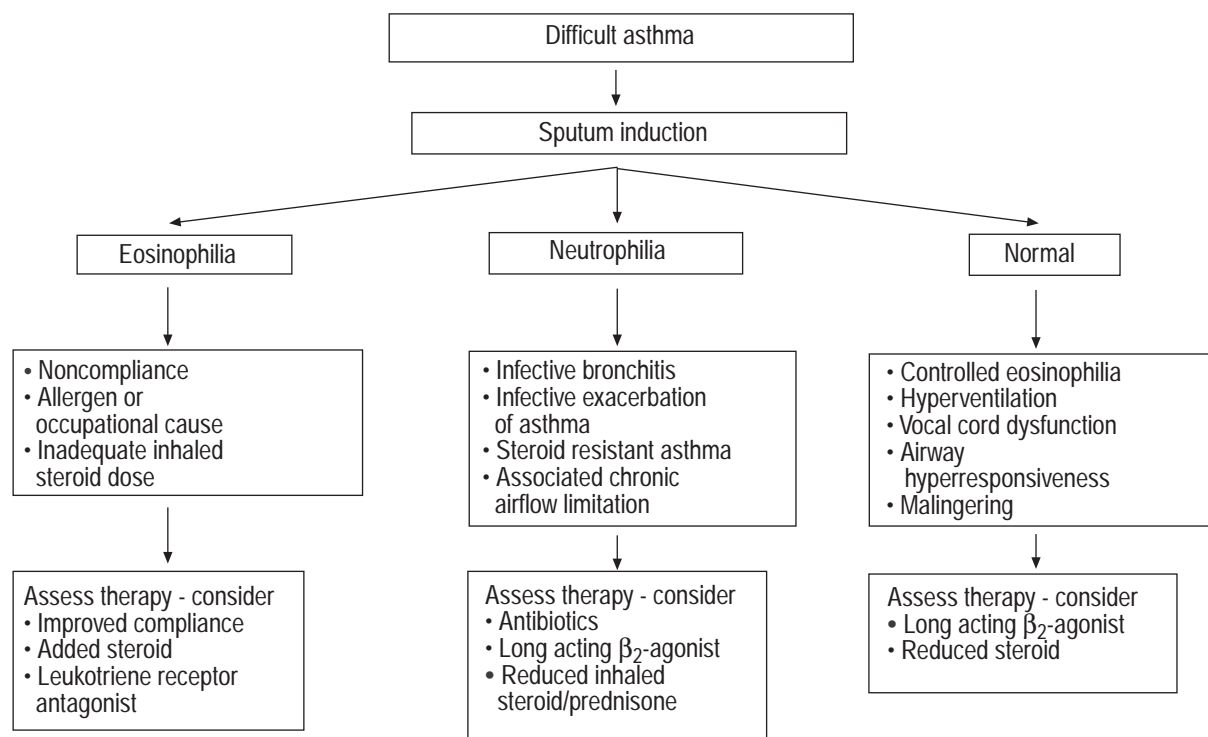 Difficult asthma
Sputum induction
Eosinophilia
Neutrophilia
Normal
• Noncompliance
• Allergen or
occupational cause
• Inadequate inhaled
steroid dose
• Infective bronchitis
• Infective exacerbation
of asthma
• Steroid resistant asthma
• Associated chronic
airflow limitation
• Controlled eosinophilia
• Hyperventilation
• Vocal cord dysfunction
• Airway
hyperresponsiveness
• Malingering
Assess therapy - consider
• Improved compliance
• Added steroid
• Leukotriene receptor
antagonist
Assess therapy - consider
• Antibiotics
• Long acting β₂-agonist
• Reduced inhaled
steroid/prednisone
Assess therapy - consider
• Long acting β₂-agonist
• Reduced steroid